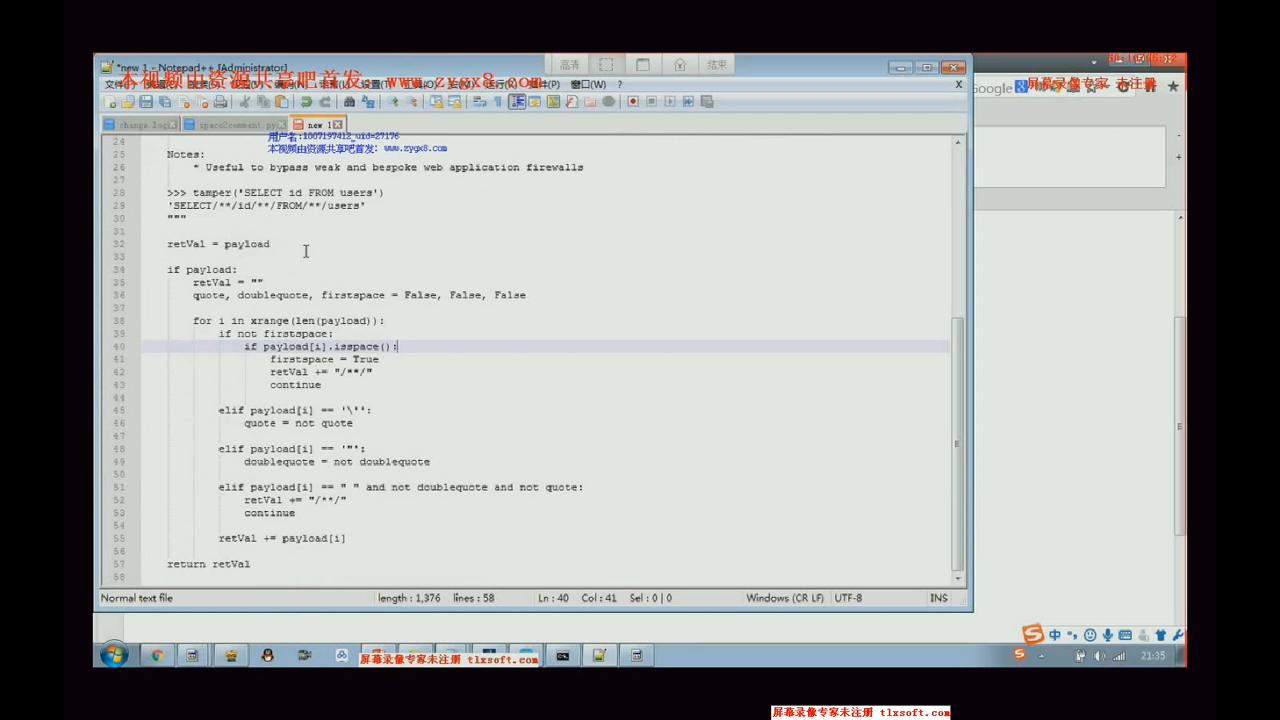 *new 1 - Notepad++ [Administrator]
本视频由资源共享吧首发 www.zygx8.com
高清
结束
屏幕录像专家 未注册
Google
窗口(W) ?
X
change.log
space2comment.py
new 1
用户名:1007197412_uid=27176
本视频由资源共享吧首发: www.zygx8.com
24
25 Notes:
26 * Useful to bypass weak and bespoke web application firewalls
27
28 >>> tamper('SELECT id FROM users')
29 'SELECT/**/id/**/FROM/**/users'
30 """
31
32 retVal = payload
33
34 if payload:
35 retVal = ""
36 quote, doublequote, firstspace = False, False, False
37
38 for i in xrange(len(payload)):
39 if not firstspace:
40 if payload[i].isspace():
41 firstspace = True
42 retVal += "/**/"
43 continue
44
45 elif payload[i] == '\'':
46 quote = not quote
47
48 elif payload[i] == '"':
49 doublequote = not doublequote
50
51 elif payload[i] == " " and not doublequote and not quote:
52 retVal += "/**/"
53 continue
54
55 retVal += payload[i]
56
57 return retVal
58
Normal text file
length : 1,376 lines : 58
Ln : 40 Col : 41 Sel : 0 | 0
Windows (CR LF) UTF-8
INS
中
屏幕录像专家未注册 tlxsoft.com
21:35
屏幕录像专家未注册 tlxsoft.com